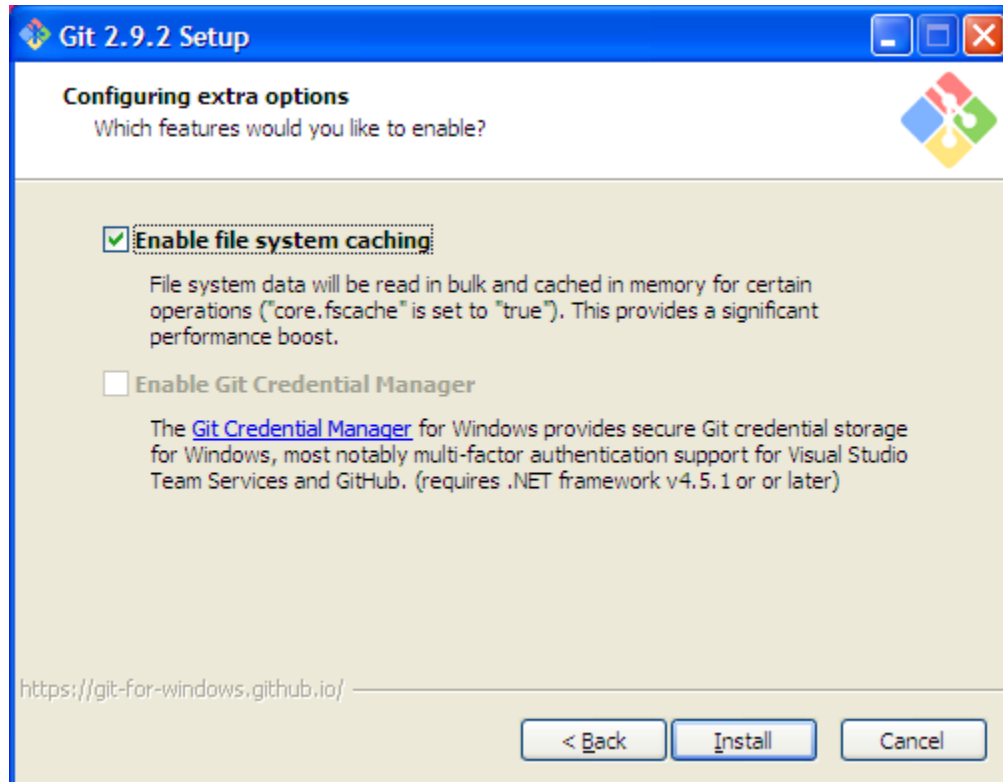 Git 2.9.2 Setup
Configuring extra options
Which features would you like to enable?
Enable file system caching
File system data will be read in bulk and cached in memory for certain
operations ("core.fscache" is set to "true"). This provides a significant
performance boost.
Enable Git Credential Manager
The Git Credential Manager for Windows provides secure Git credential storage
for Windows, most notably multi-factor authentication support for Visual Studio
Team Services and GitHub. (requires .NET framework v4.5.1 or or later)
https://git-for-windows.github.io/
< Back
Install
Cancel